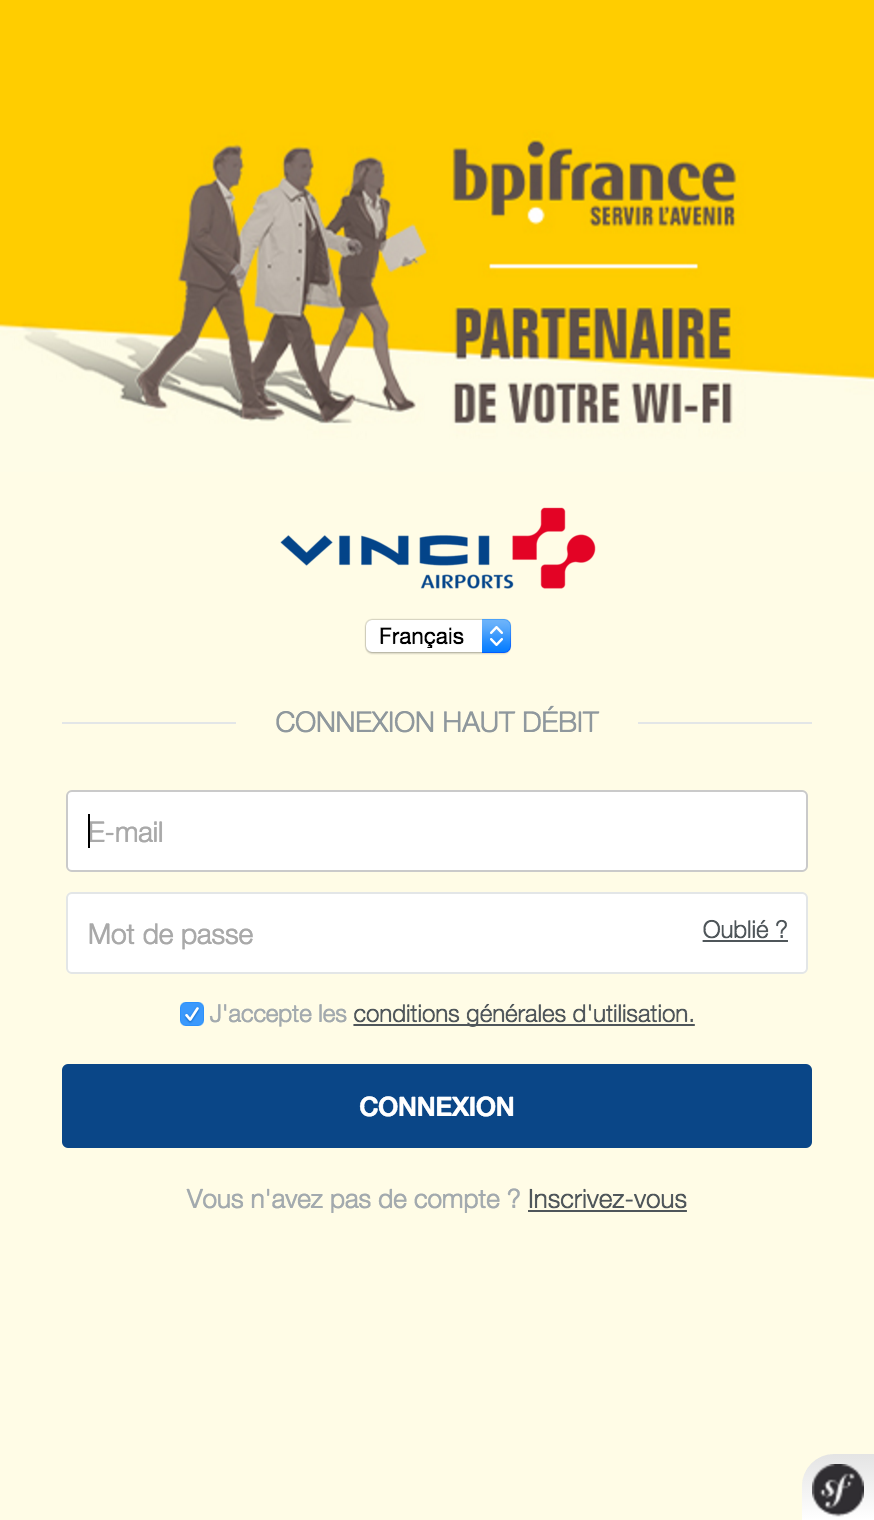 bpifrance
SERVIR L'AVENIR
PARTENAIRE
DE VOTRE WI-FI
VINCI
AIRPORTS
Français
CONNEXION HAUT DÉBIT
E-mail
Mot de passe
Oublié ?
J'accepte les conditions générales d'utilisation.
CONNEXION
Vous n'avez pas de compte ? Inscrivez-vous
sf